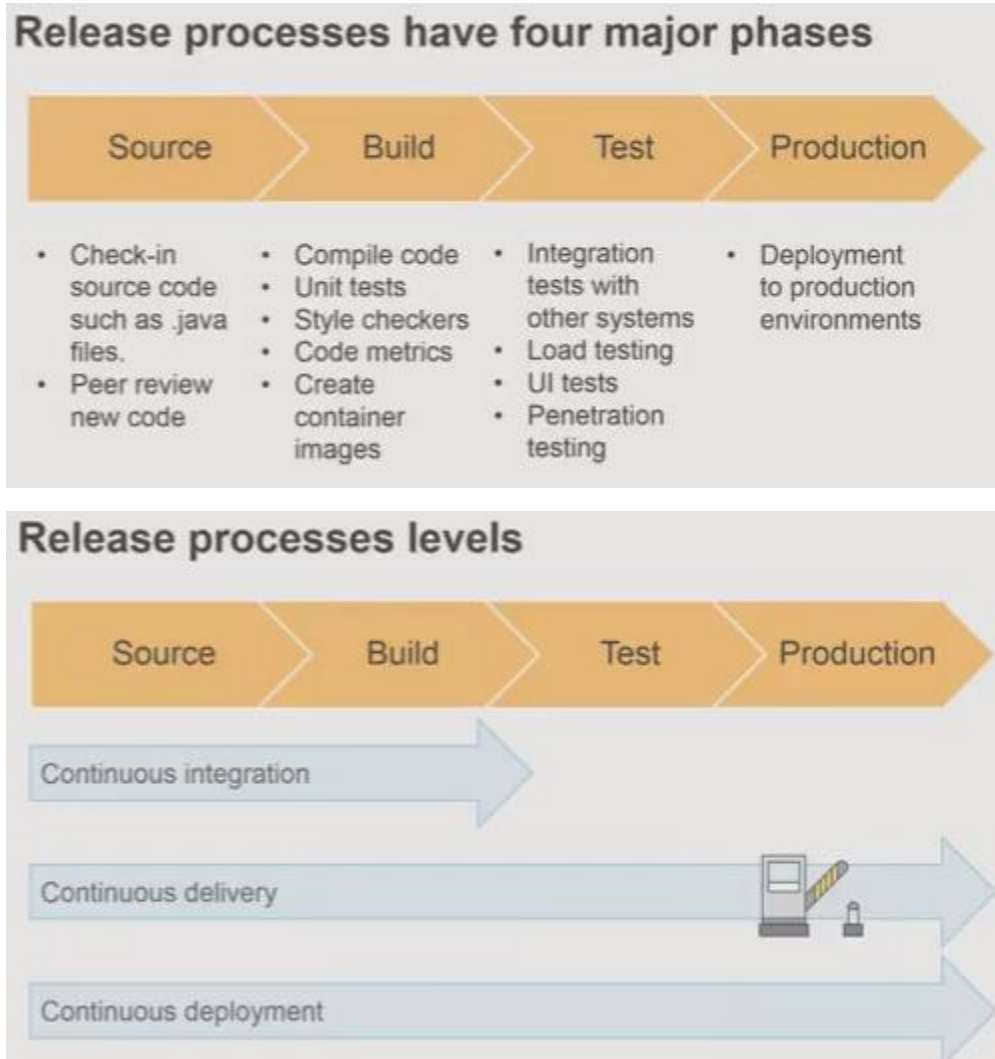 Release processes have four major phases
Source
Build
Test
Production
• Check-in
source code
such as .java
files.
• Peer review
new code
• Compile code
• Unit tests
• Style checkers
• Code metrics
• Create
container
images
• Integration
tests with
other systems
• Load testing
• UI tests
• Penetration
testing
• Deployment
to production
environments
Release processes levels
Source
Build
Test
Production
Continuous integration
Continuous delivery
Continuous deployment